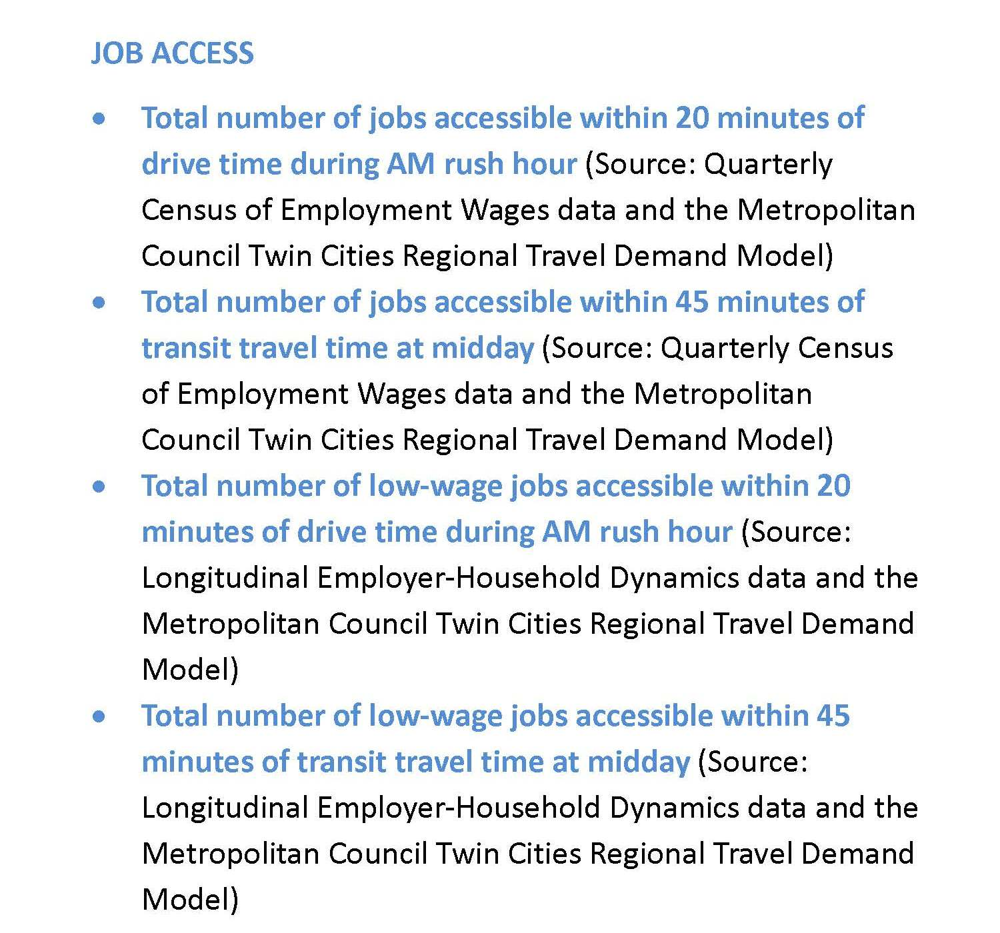 JOB ACCESS
• Total number of jobs accessible within 20 minutes of
drive time during AM rush hour (Source: Quarterly
Census of Employment Wages data and the Metropolitan
Council Twin Cities Regional Travel Demand Model)
• Total number of jobs accessible within 45 minutes of
transit travel time at midday (Source: Quarterly Census
of Employment Wages data and the Metropolitan
Council Twin Cities Regional Travel Demand Model)
• Total number of low-wage jobs accessible within 20
minutes of drive time during AM rush hour (Source:
Longitudinal Employer-Household Dynamics data and the
Metropolitan Council Twin Cities Regional Travel Demand
Model)
• Total number of low-wage jobs accessible within 45
minutes of transit travel time at midday (Source:
Longitudinal Employer-Household Dynamics data and the
Metropolitan Council Twin Cities Regional Travel Demand
Model)